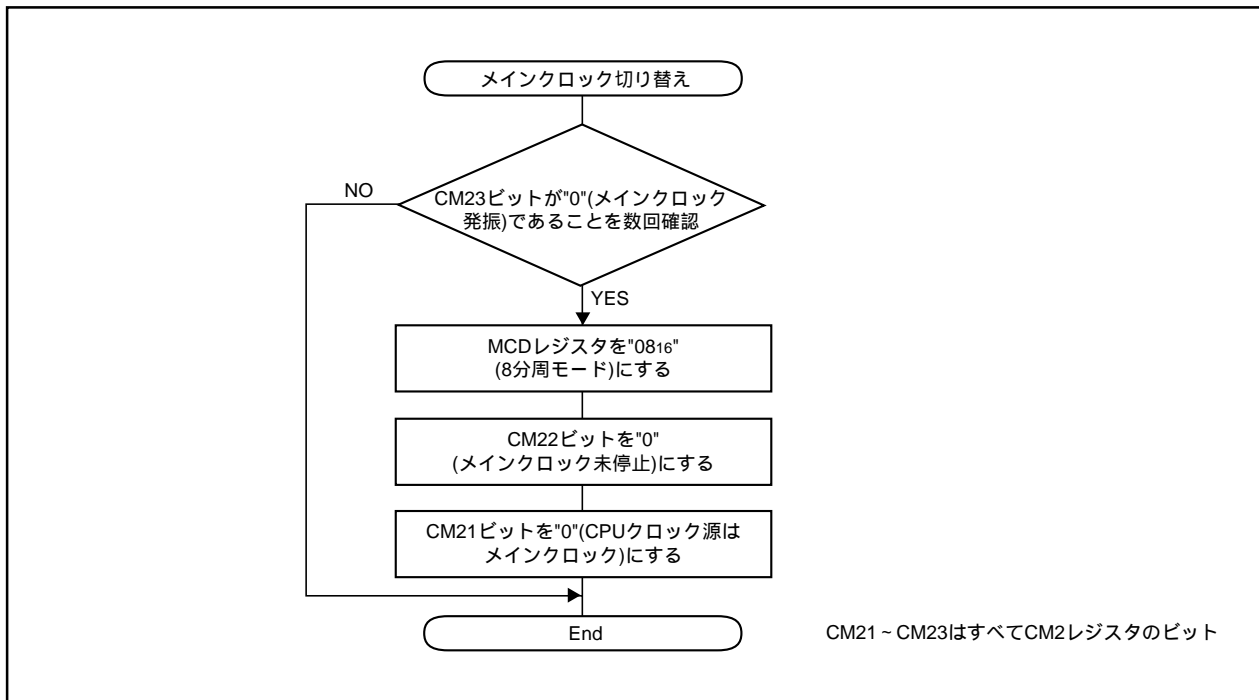 メインクロック切り替え
NO
CM23ビットが"0"(メインクロック
発振)であることを数回確認
YES
MCDレジスタを"0816"
(8分周モード)にする
CM22ビットを"0"
(メインクロック未停止)にする
CM21ビットを"0"(CPUクロック源は
メインクロック)にする
End
CM21 ~ CM23はすべてCM2レジスタのビット